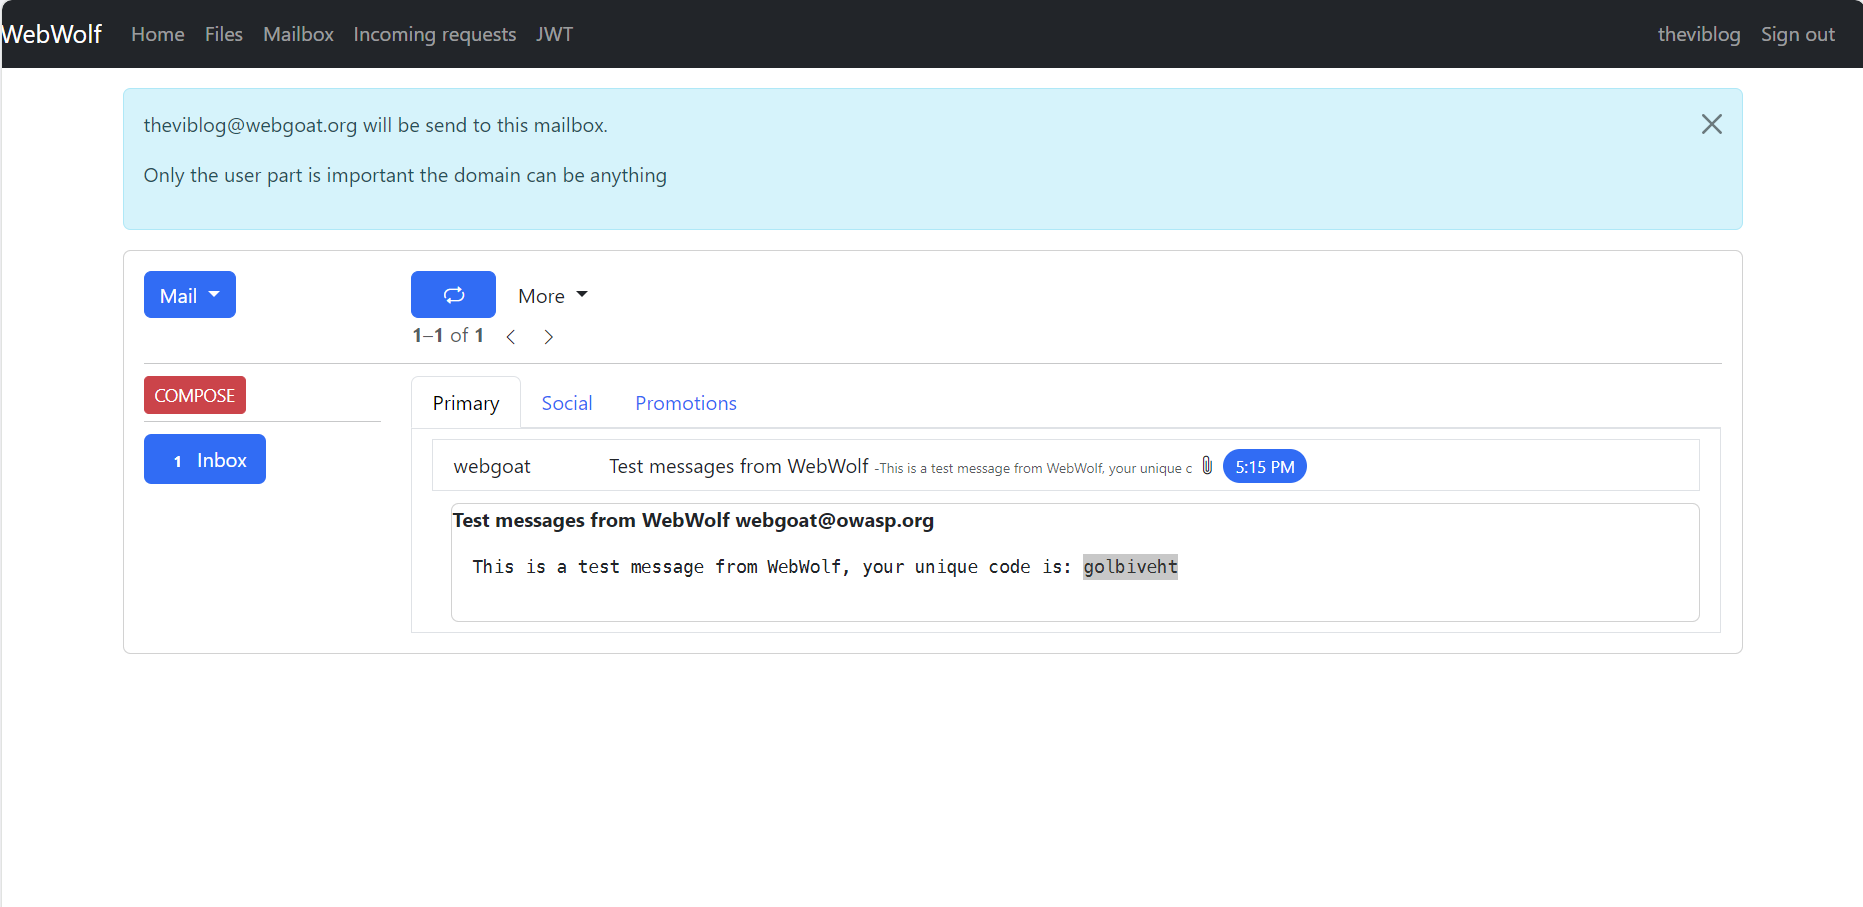 WebWolf Home Files Mailbox Incoming requests JWT theviblog Sign out
theviblog@webgoat.org will be send to this mailbox.
Only the user part is important the domain can be anything
Mail More
1–1 of 1
COMPOSE Primary Social Promotions
1 Inbox
webgoat Test messages from WebWolf -This is a test message from WebWolf, your unique c 5:15 PM
Test messages from WebWolf webgoat@owasp.org
This is a test message from WebWolf, your unique code is: golbiveht